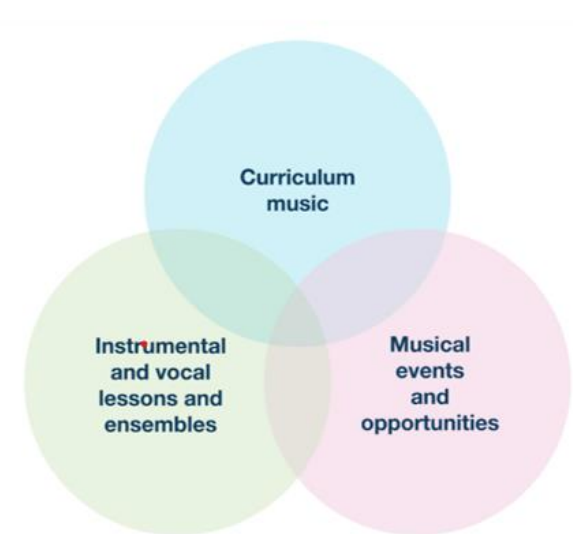 Curriculum
music
Instrumental
and vocal
lessons and
ensembles
Musical
events
and
opportunities